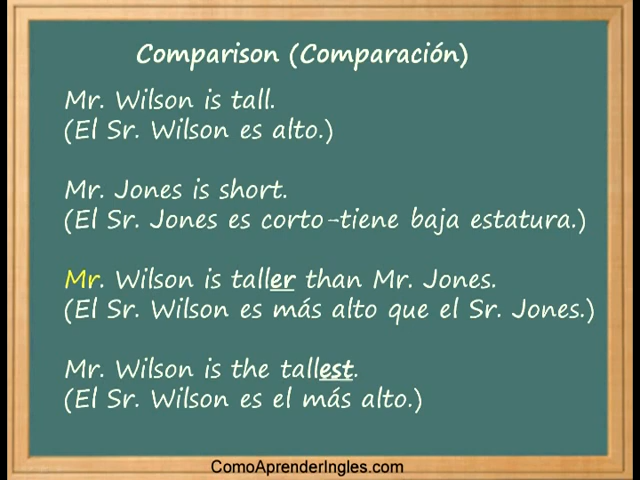 Comparison (Comparación)
Mr. Wilson is tall.
(El Sr. Wilson es alto.)
Mr. Jones is short.
(El Sr. Jones es corto-tiene baja estatura.)
Mr. Wilson is taller than Mr. Jones.
(El Sr. Wilson es más alto que el Sr. Jones.)
Mr. Wilson is the tallest.
(El Sr. Wilson es el más alto.)
ComoAprenderIngles.com